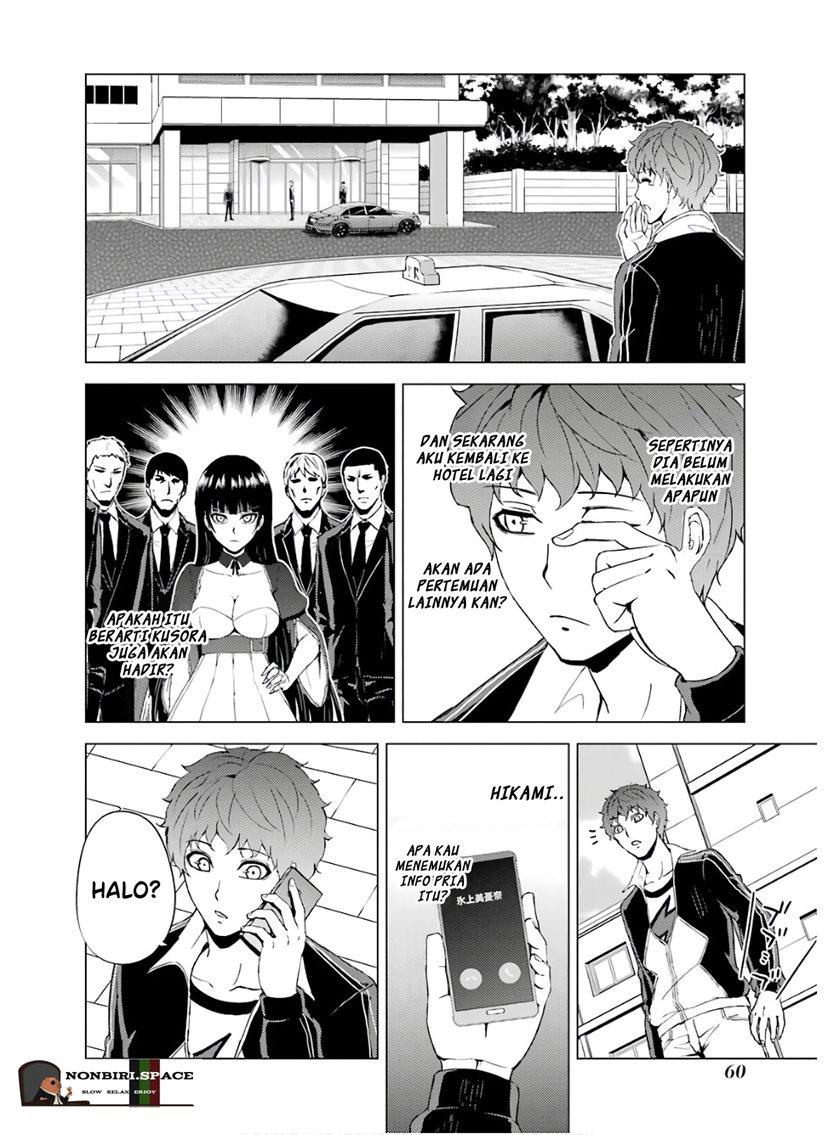 SEPERTINYA
DIA BELUM
MELAKUKAN
APAPUN
DAN SEKARANG
AKU KEMBALI KE
HOTEL LAGI
AKAN ADA
PERTEMUAN
LAINNYA KAN?
APAKAH ITU
BERARTI KUSORA
JUGA AKAN
HADIR?
HIKAMI..
APA KAU
MENEMUKAN
INFO PRIA
ITU?
氷上美憂奈
HALO?
60
NONBIRI.SPACE
SLOW RELAX ENJOY